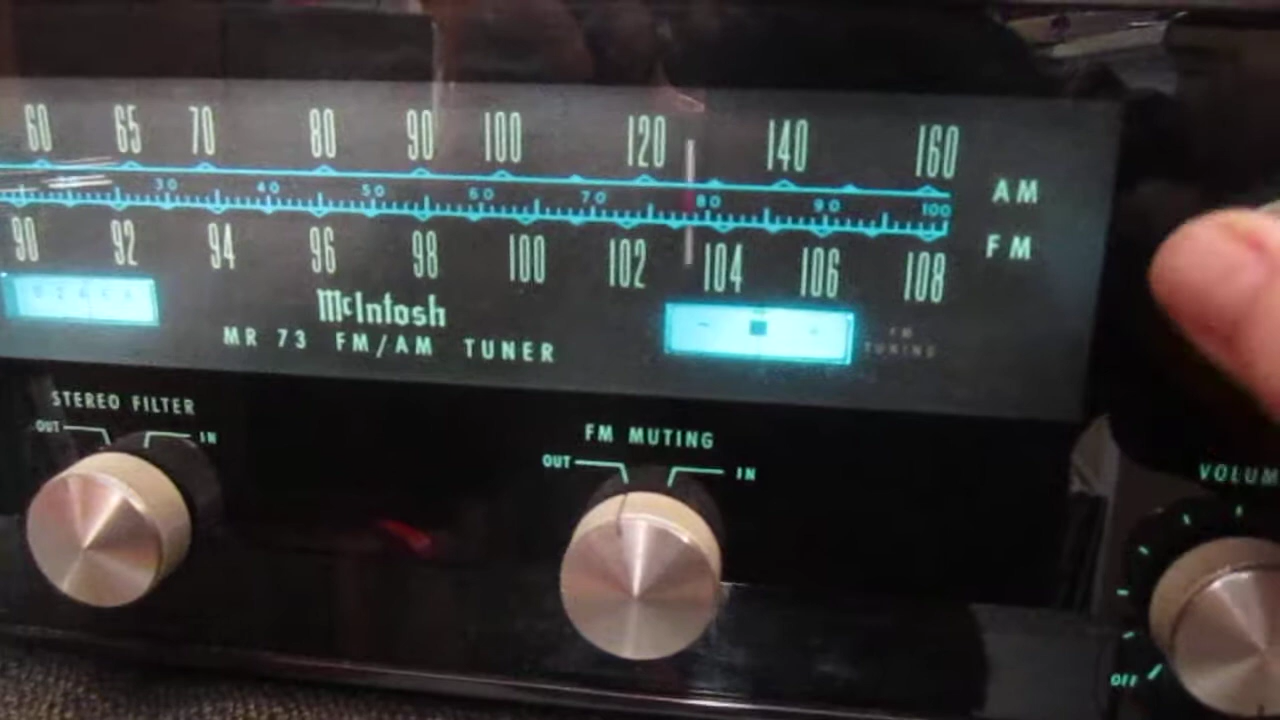 60 65 70 80 90 100 120 140 160
AM
30 40 50 60 70 80 90 100
FM
90 92 94 96 98 100 102 104 106 108
McIntosh
MR 73 FM/AM TUNER
FM
TUNING
STEREO FILTER
OUT IN
FM MUTING
OUT IN
VOLUM
OFF